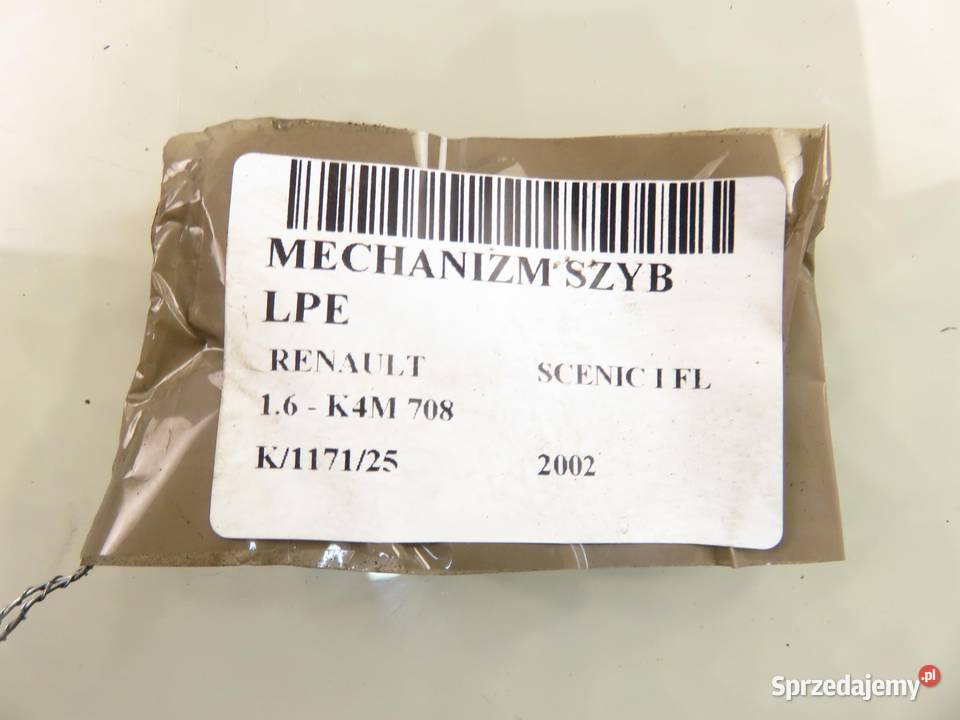 MECHANIZM SZYB
LPE
RENAULT SCENIC I FL
1.6 - K4M 708
K/1171/25 2002
Sprzedajemy.pl